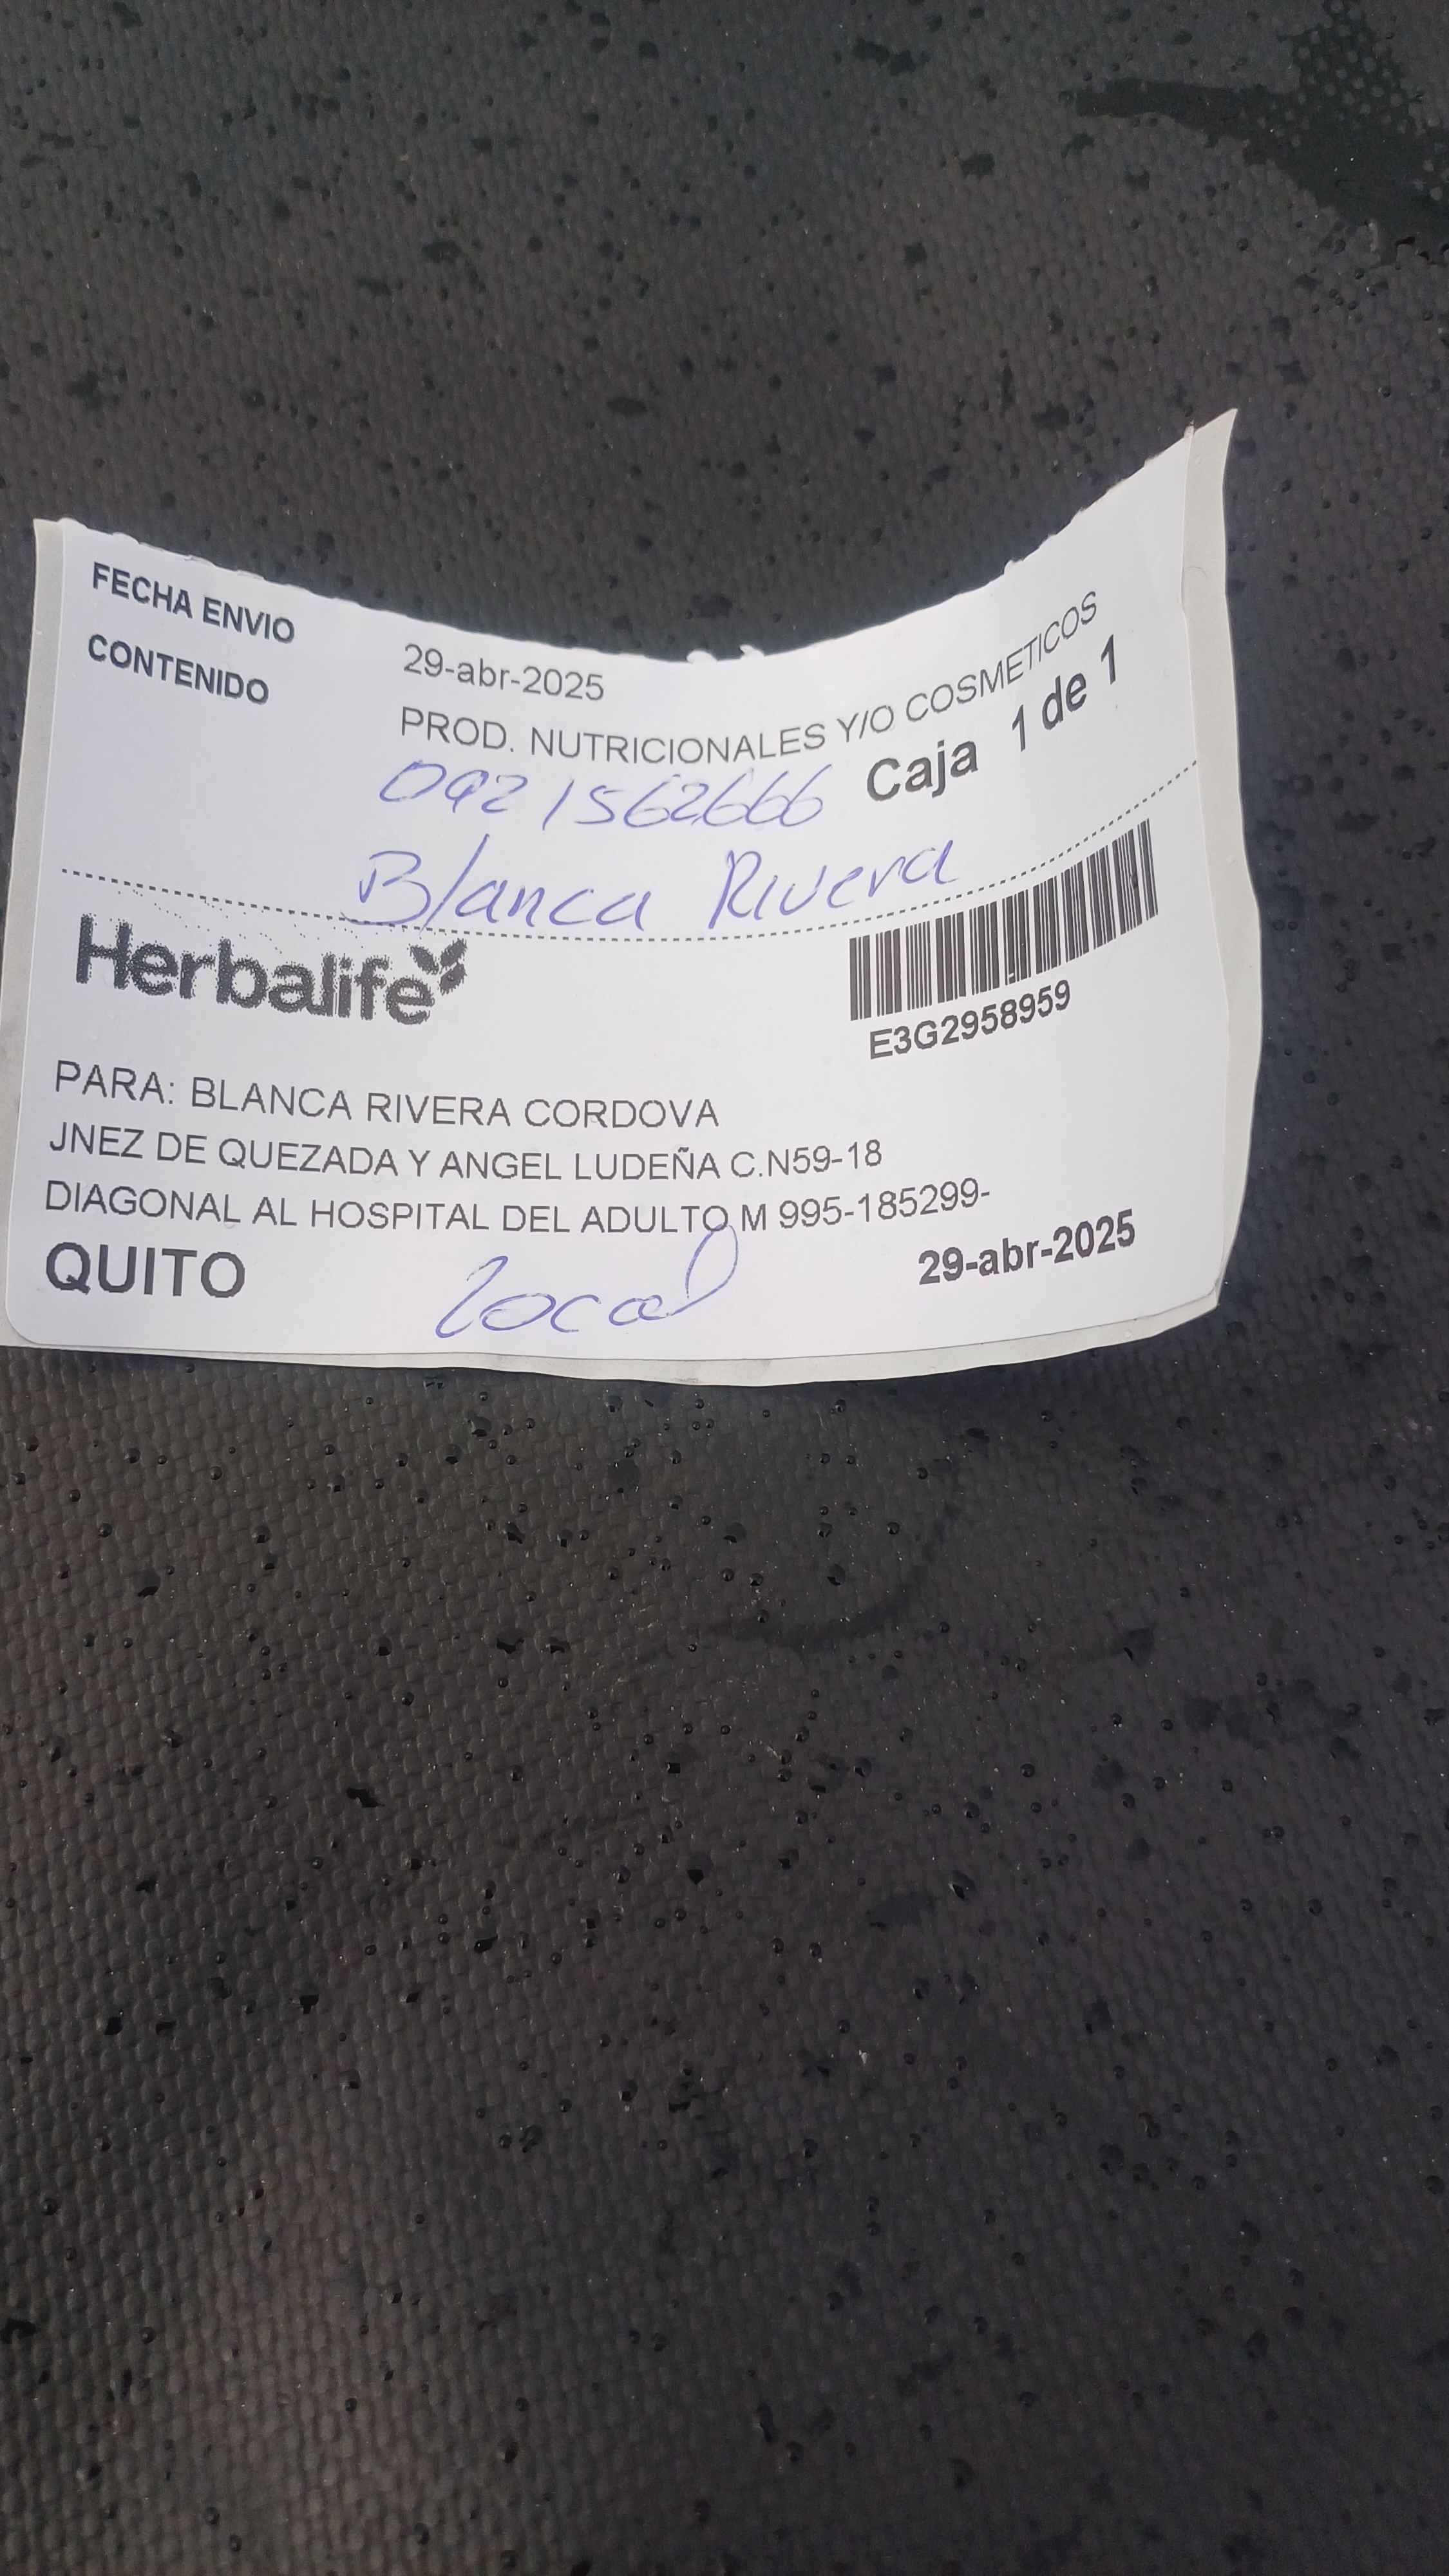 FECHA ENVIO 29-abr-2025
CONTENIDO PROD. NUTRICIONALES Y/O COSMETICOS
0921562666 Caja 1 de 1
Blanca Rivera
Herbalife
E3G2958959
PARA: BLANCA RIVERA CORDOVA
JNEZ DE QUEZADA Y ANGEL LUDEÑA C.N59-18
DIAGONAL AL HOSPITAL DEL ADULTO M 995-185299-
QUITO local 29-abr-2025